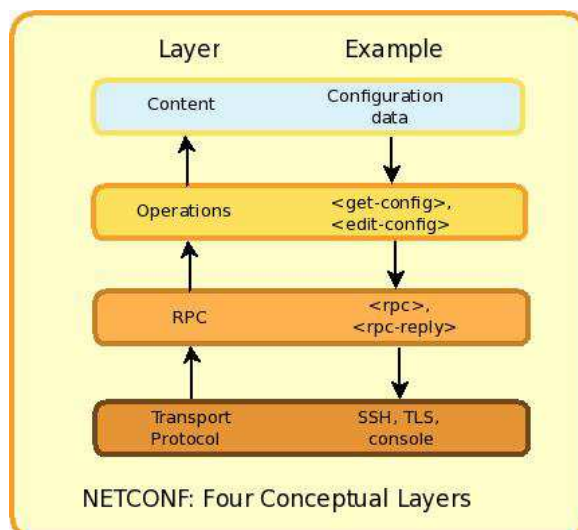 Layer Example
Content Configuration
data
Operations <get-config>,
<edit-config>
RPC <rpc>,
<rpc-reply>
Transport SSH, TLS,
Protocol console
NETCONF: Four Conceptual Layers